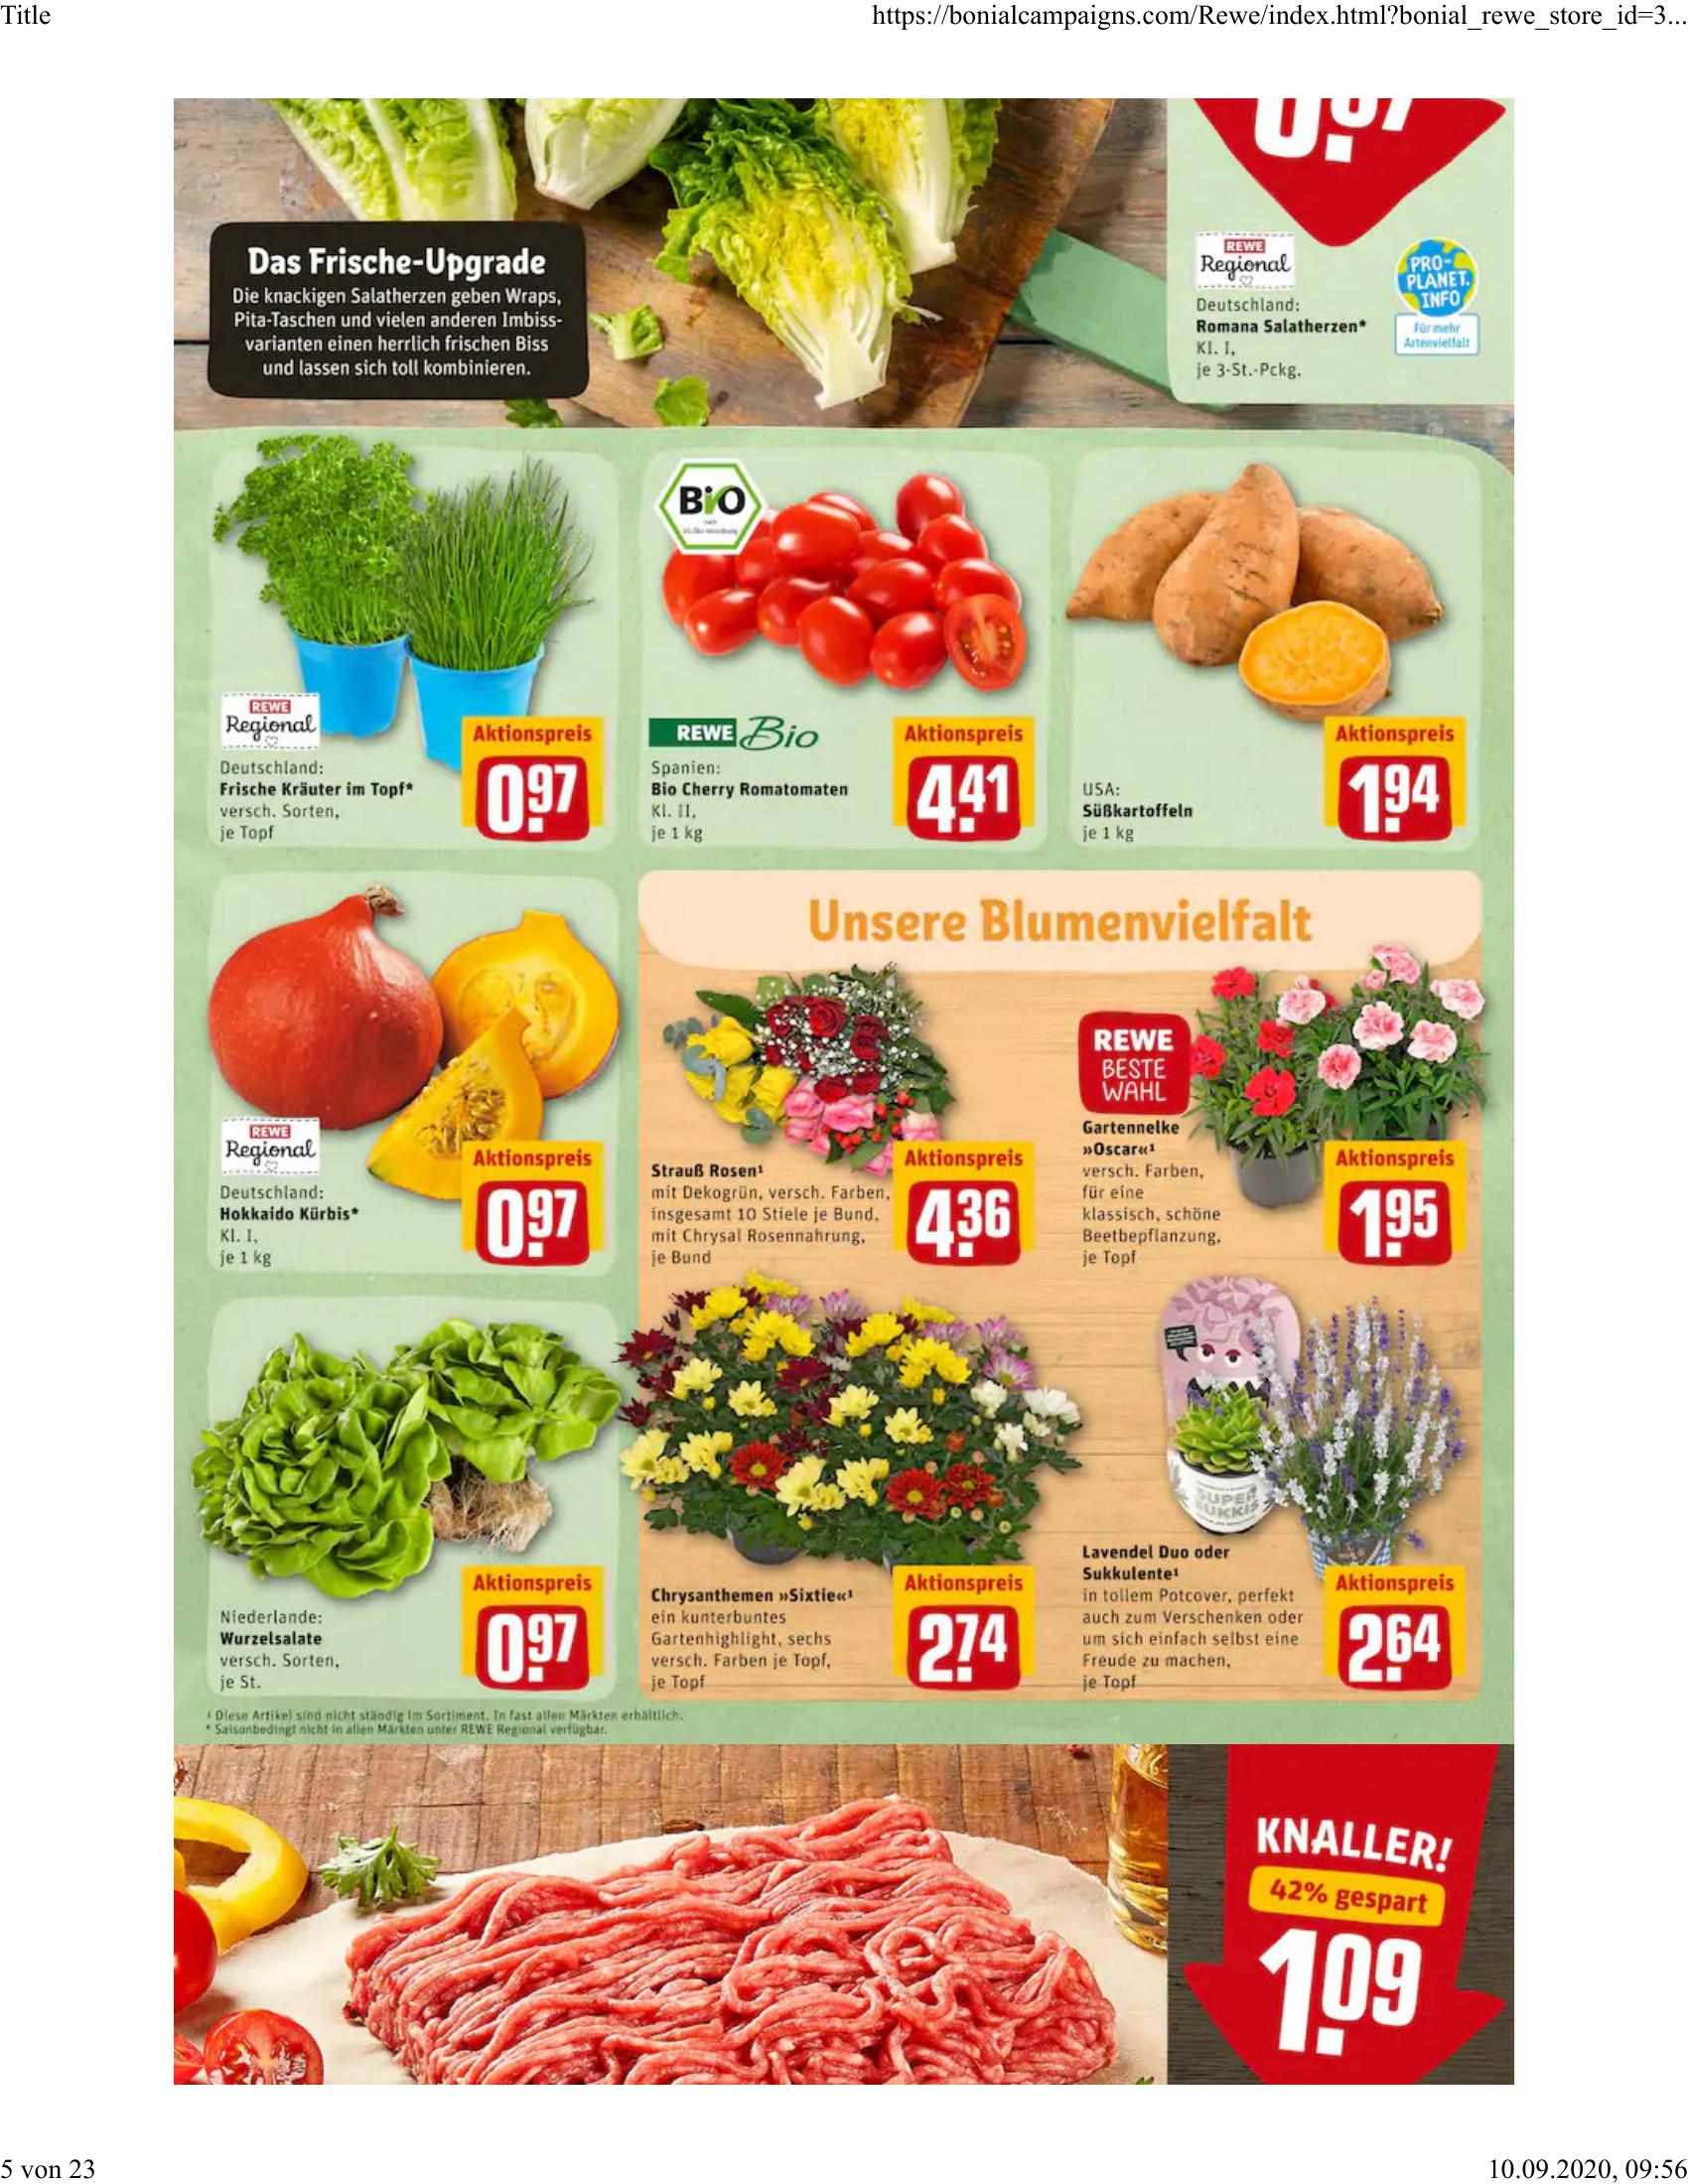 Title
https://bonialcampaigns.com/Rewe/index.html?bonial_rewe_store_id=3...
Das Frische-Upgrade
Die knackigen Salatherzen geben Wraps,
Pita-Taschen und vielen anderen Imbiss-
varianten einen herrlich frischen Biss
und lassen sich toll kombinieren.
REWE
Regional
PRO-
PLANET.
INFO
Für mehr
Artenvielfalt
Deutschland:
Romana Salatherzen*
Kl. I,
je 3-St.-Pckg.
REWE
Regional
Deutschland:
Frische Kräuter im Topf*
versch. Sorten,
je Topf
Aktionspreis
0.97
BiO
REWE Bio
Spanien:
Bio Cherry Romatomaten
Kl. II,
je 1 kg
Aktionspreis
4.41
USA:
Süßkartoffeln
je 1 kg
Aktionspreis
1.94
REWE
Regional
Deutschland:
Hokkaido Kürbis*
Kl. I,
je 1 kg
Aktionspreis
0.97
Unsere Blumenvielfalt
Strauß Rosen¹
mit Dekogrün, versch. Farben,
insgesamt 10 Stiele je Bund,
mit Chrysal Rosennahrung,
je Bund
Aktionspreis
4.36
REWE
BESTE
WAHL
Gartennelke
»Oscar«¹
versch. Farben,
für eine
klassisch, schöne
Beetbepflanzung,
je Topf
Aktionspreis
1.95
Niederlande:
Wurzelsalate
versch. Sorten,
je St.
Aktionspreis
0.97
Chrysanthemen »Sixtie«¹
ein kunterbuntes
Gartenhighlight, sechs
versch. Farben je Topf,
je Topf
Aktionspreis
2.74
SUPER
SUKKIS
Lavendel Duo oder
Sukkulente¹
in tollem Potcover, perfekt
auch zum Verschenken oder
um sich einfach selbst eine
Freude zu machen,
je Topf
Aktionspreis
2.64
¹ Diese Artikel sind nicht ständig im Sortiment. In fast allen Märkten erhältlich.
* Saisonbedingt nicht in allen Märkten unter REWE Regional verfügbar.
KNALLER!
42% gespart
1.09
5 von 23
10.09.2020, 09:56